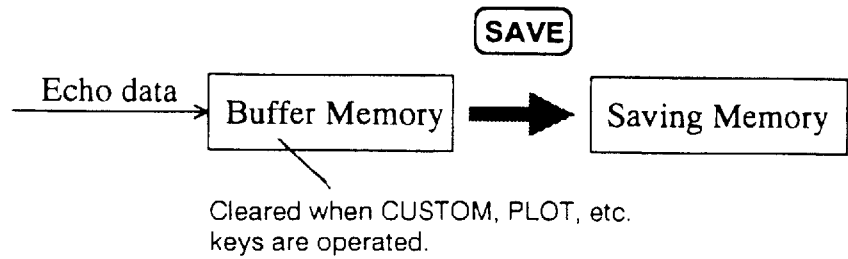 SAVE
Echo data
Buffer Memory
Saving Memory
Cleared when CUSTOM, PLOT, etc.
keys are operated.